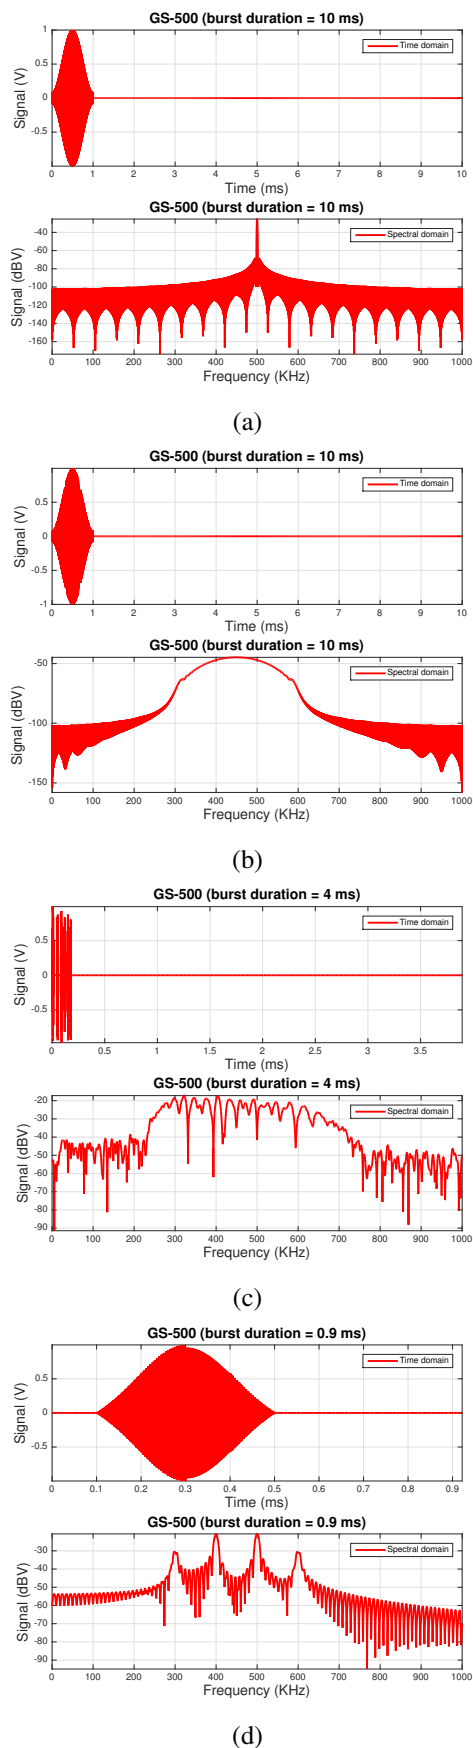 GS-500 (burst duration = 10 ms)
1
0.5
0
-0.5
Signal (V)
Time domain
0 1 2 3 4 5 6 7 8 9 10
Time (ms)
GS-500 (burst duration = 10 ms)
-40
-60
-80
-100
-120
-140
-160
Signal (dBV)
Spectral domain
0 100 200 300 400 500 600 700 800 900 1000
Frequency (KHz)
(a)
GS-500 (burst duration = 10 ms)
0.5
0
-0.5
-1
Signal (V)
Time domain
0 1 2 3 4 5 6 7 8 9 10
Time (ms)
GS-500 (burst duration = 10 ms)
-50
-100
-150
Signal (dBV)
Spectral domain
0 100 200 300 400 500 600 700 800 900 1000
Frequency (KHz)
(b)
GS-500 (burst duration = 4 ms)
0.5
0
-0.5
Signal (V)
Time domain
0 0.5 1 1.5 2 2.5 3 3.5
Time (ms)
GS-500 (burst duration = 4 ms)
-20
-30
-40
-50
-60
-70
-80
-90
Signal (dBV)
Spectral domain
0 100 200 300 400 500 600 700 800 900 1000
Frequency (KHz)
(c)
GS-500 (burst duration = 0.9 ms)
0.5
0
-0.5
Signal (V)
Time domain
0 0.1 0.2 0.3 0.4 0.5 0.6 0.7 0.8 0.9
Time (ms)
GS-500 (burst duration = 0.9 ms)
-30
-40
-50
-60
-70
-80
-90
Signal (dBV)
Spectral domain
0 100 200 300 400 500 600 700 800 900 1000
Frequency (KHz)
(d)